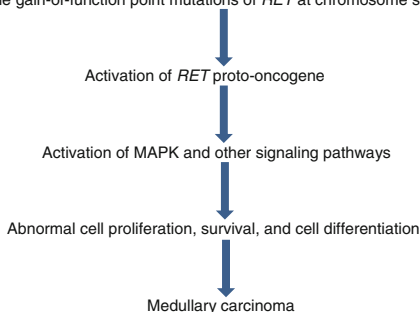 gain-of-function point mutations of RET at chromosome
Activation of RET proto-oncogene
Activation of MAPK and other signaling pathways
Abnormal cell proliferation, survival, and cell differentiation
Medullary carcinoma